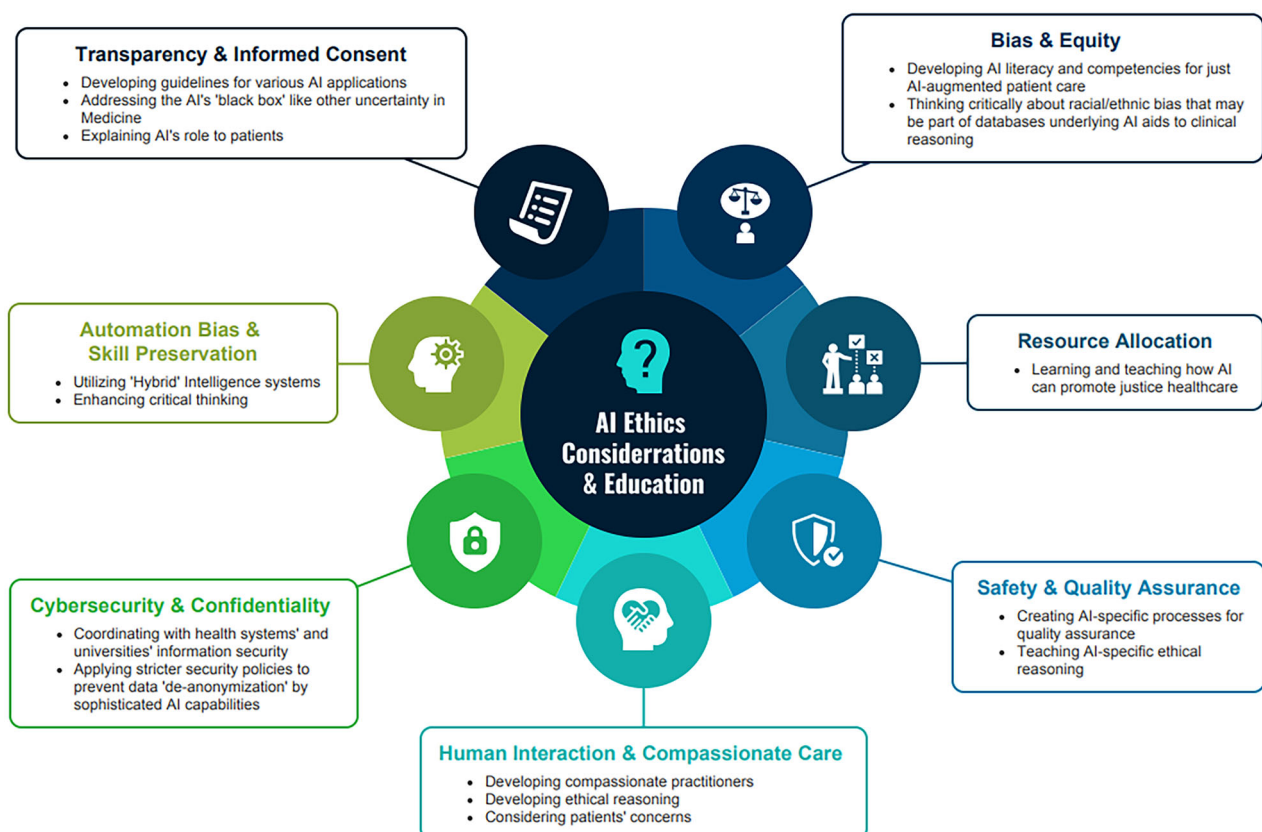 Transparency & Informed Consent
• Developing guidelines for various AI applications
• Addressing the AI's 'black box' like other uncertainty in
Medicine
• Explaining AI's role to patients
Bias & Equity
• Developing AI literacy and competencies for just
AI-augmented patient care
• Thinking critically about racial/ethnic bias that may
be part of databases underlying AI aids to clinical
reasoning
Automation Bias &
Skill Preservation
• Utilizing 'Hybrid' Intelligence systems
• Enhancing critical thinking
?
AI Ethics
Considerrations
& Education
Resource Allocation
• Learning and teaching how AI
can promote justice healthcare
Cybersecurity & Confidentiality
• Coordinating with health systems' and
universities' information security
• Applying stricter security policies to
prevent data 'de-anonymization' by
sophisticated AI capabilities
Safety & Quality Assurance
• Creating AI-specific processes for
quality assurance
• Teaching AI-specific ethical
reasoning
Human Interaction & Compassionate Care
• Developing compassionate practitioners
• Developing ethical reasoning
• Considering patients' concerns